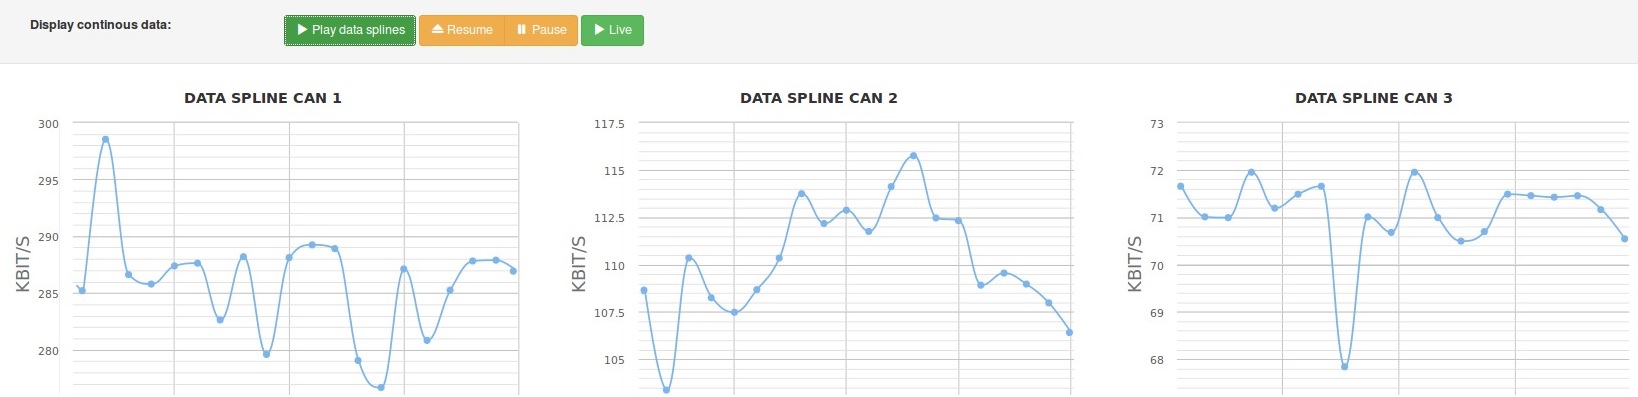 Display continous data:
Play data splines Resume Pause Live
DATA SPLINE CAN 1
KBIT/S
300
295
290
285
280
DATA SPLINE CAN 2
KBIT/S
117.5
115
112.5
110
107.5
105
DATA SPLINE CAN 3
KBIT/S
73
72
71
70
69
68